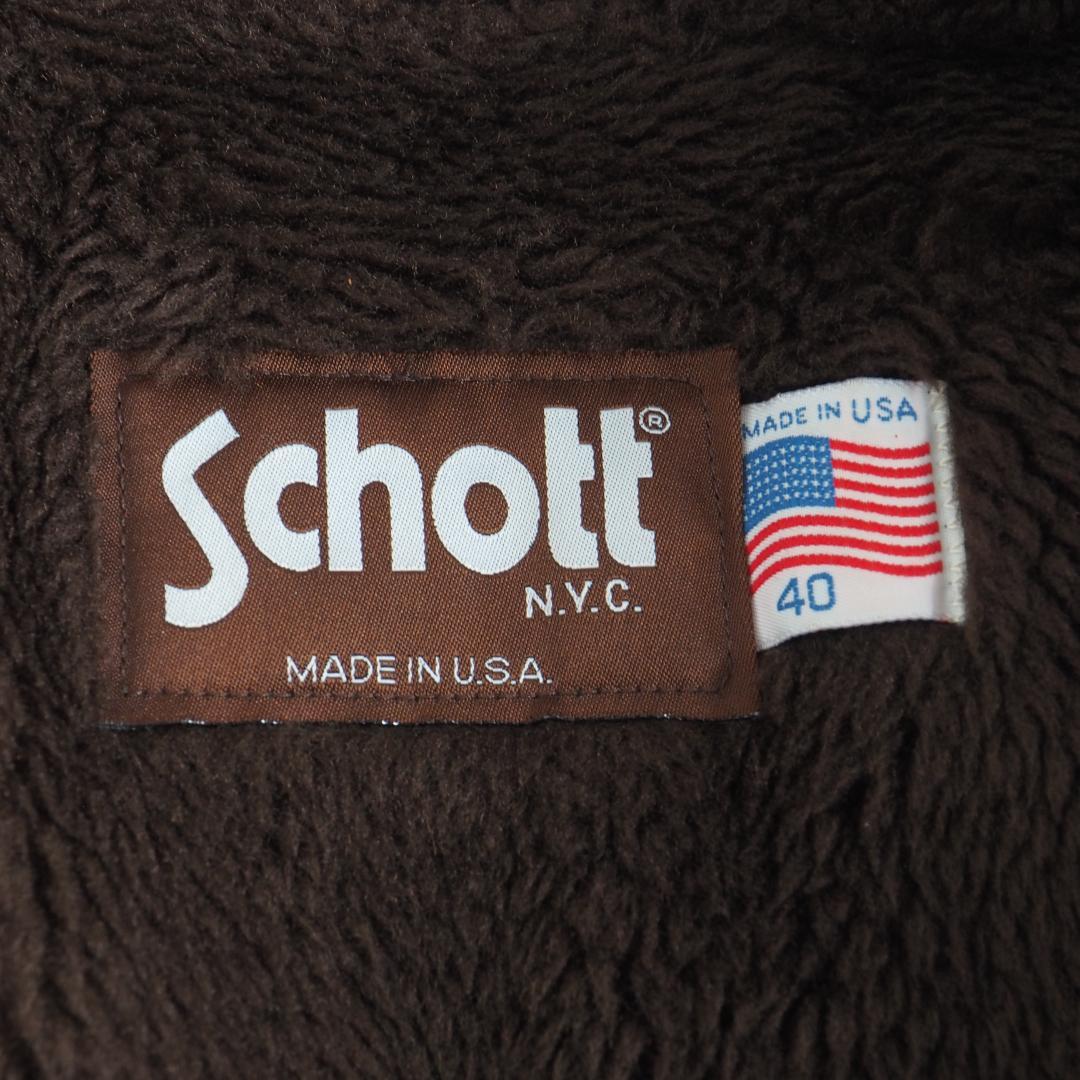 Schott®
N.Y.C.
MADE IN U.S.A.
MADE IN USA
40